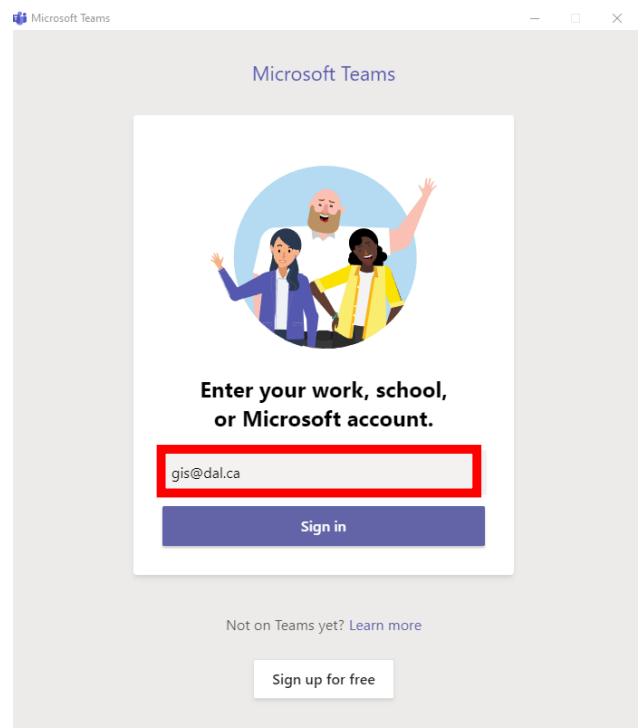 Microsoft Teams
Microsoft Teams
Enter your work, school,
or Microsoft account.
gis@dal.ca
Sign in
Not on Teams yet? Learn more
Sign up for free